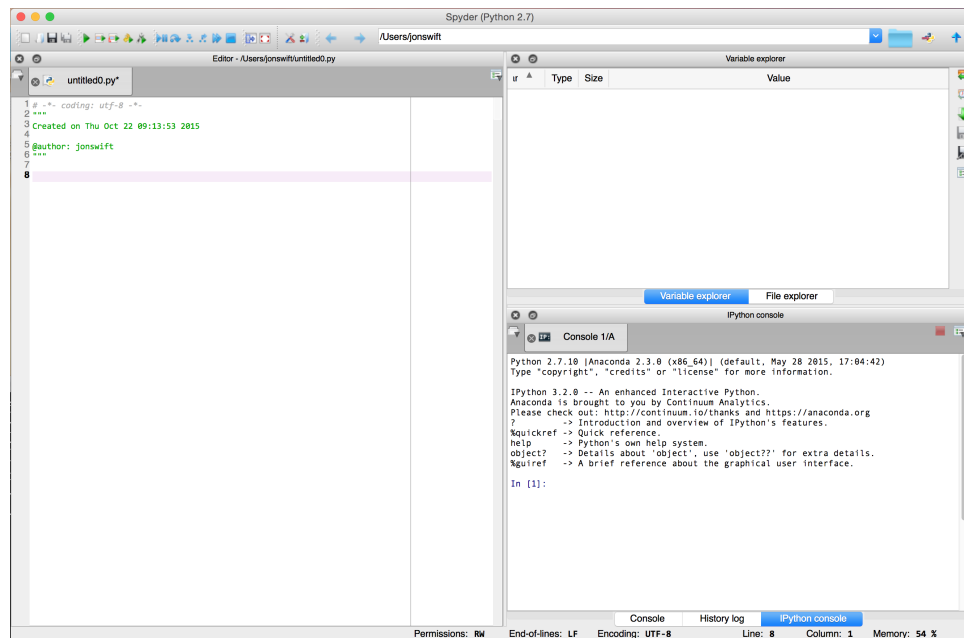 Spyder (Python 2.7)
/Users/jonswift
Editor - /Users/jonswift/untitled0.py
untitled0.py*
1 # -*- coding: utf-8 -*-
2 """
3 Created on Thu Oct 22 09:13:53 2015
4
5 @author: jonswift
6 """
7
8
Variable explorer
Type Size Value
Variable explorer File explorer
IPython console
IP: Console 1/A
Python 2.7.10 |Anaconda 2.3.0 (x86_64)| (default, May 28 2015, 17:04:42)
Type "copyright", "credits" or "license" for more information.
IPython 3.2.0 -- An enhanced Interactive Python.
Anaconda is brought to you by Continuum Analytics.
Please check out: http://continuum.io/thanks and https://anaconda.org
?         -> Introduction and overview of IPython's features.
%quickref -> Quick reference.
help      -> Python's own help system.
object?   -> Details about 'object', use 'object??' for extra details.
%guiref   -> A brief reference about the graphical user interface.
In [1]:
Console History log IPython console
Permissions: RW End-of-lines: LF Encoding: UTF-8 Line: 8 Column: 1 Memory: 54 %